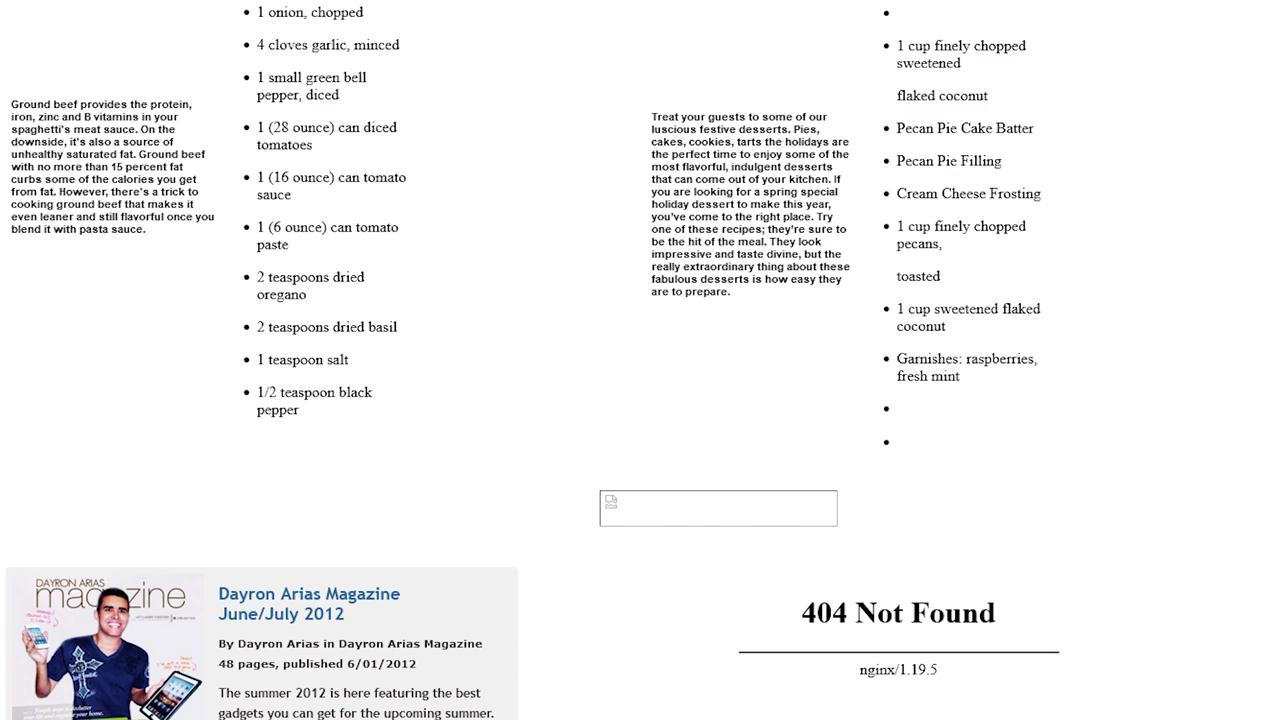 Ground beef provides the protein,
iron, zinc and B vitamins in your
spaghetti's meat sauce. On the
downside, it's also a source of
unhealthy saturated fat. Ground beef
with no more than 15 percent fat
curbs some of the calories you get
from fat. However, there's a trick to
cooking ground beef that makes it
even leaner and still flavorful once you
blend it with pasta sauce.
1 onion, chopped
4 cloves garlic, minced
1 small green bell
pepper, diced
1 (28 ounce) can diced
tomatoes
1 (16 ounce) can tomato
sauce
1 (6 ounce) can tomato
paste
2 teaspoons dried
oregano
2 teaspoons dried basil
1 teaspoon salt
1/2 teaspoon black
pepper
Treat your guests to some of our
luscious festive desserts. Pies,
cakes, cookies, tarts the holidays are
the perfect time to enjoy some of the
most flavorful, indulgent desserts
that can come out of your kitchen. If
you are looking for a spring special
holiday dessert to make this year,
you've come to the right place. Try
one of these recipes; they're sure to
be the hit of the meal. They look
impressive and taste divine, but the
really extraordinary thing about these
fabulous desserts is how easy they
are to prepare.
1 cup finely chopped
sweetened
flaked coconut
Pecan Pie Cake Batter
Pecan Pie Filling
Cream Cheese Frosting
1 cup finely chopped
pecans,
toasted
1 cup sweetened flaked
coconut
Garnishes: raspberries,
fresh mint
DAYRON ARIAS
magazine
Dayron Arias Magazine
June/July 2012
By Dayron Arias in Dayron Arias Magazine
48 pages, published 6/01/2012
The summer 2012 is here featuring the best
gadgets you can get for the upcoming summer.
404 Not Found
nginx/1.19.5